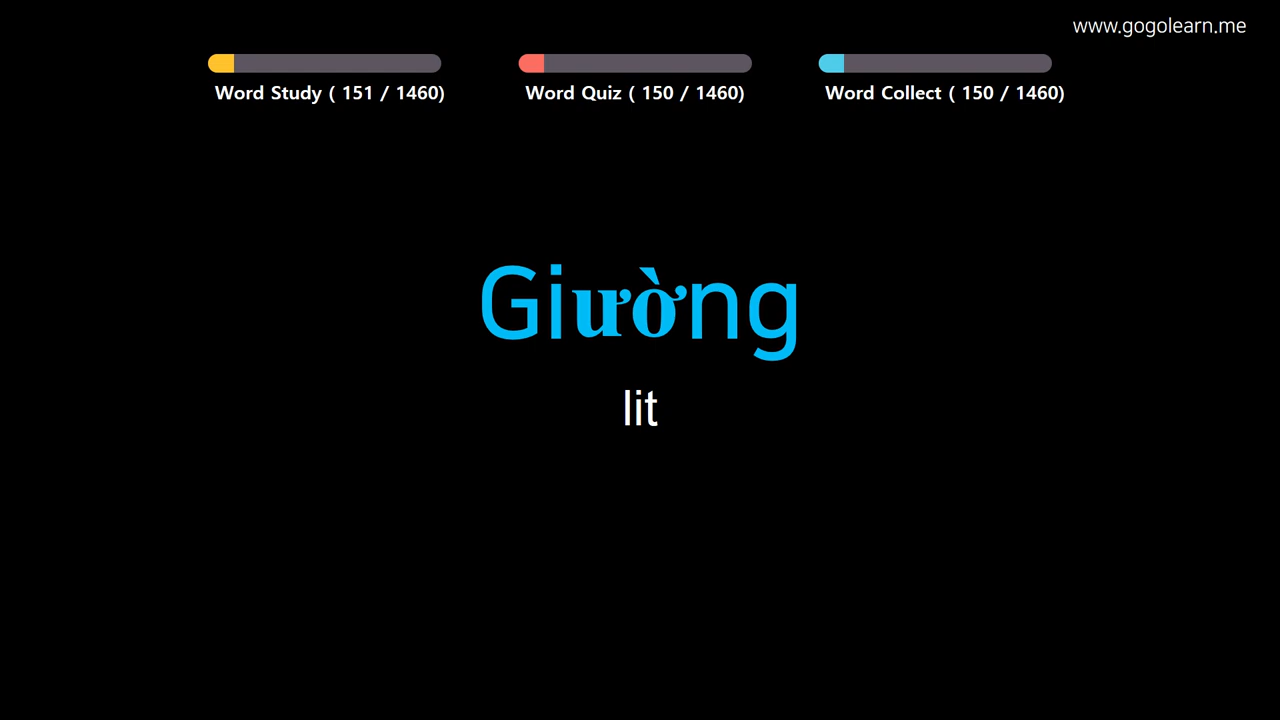 www.gogolearn.me
Word Study ( 151 / 1460)
Word Quiz ( 150 / 1460)
Word Collect ( 150 / 1460)
Giường
lit